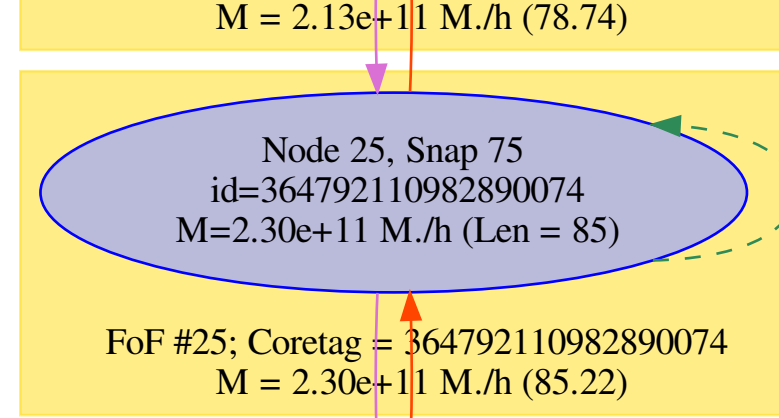 M = 2.13e+11 M./h (78.74)
Node 25, Snap 75
id=364792110982890074
M=2.30e+11 M./h (Len = 85)
FoF #25; Coretag = 364792110982890074
M = 2.30e+11 M./h (85.22)